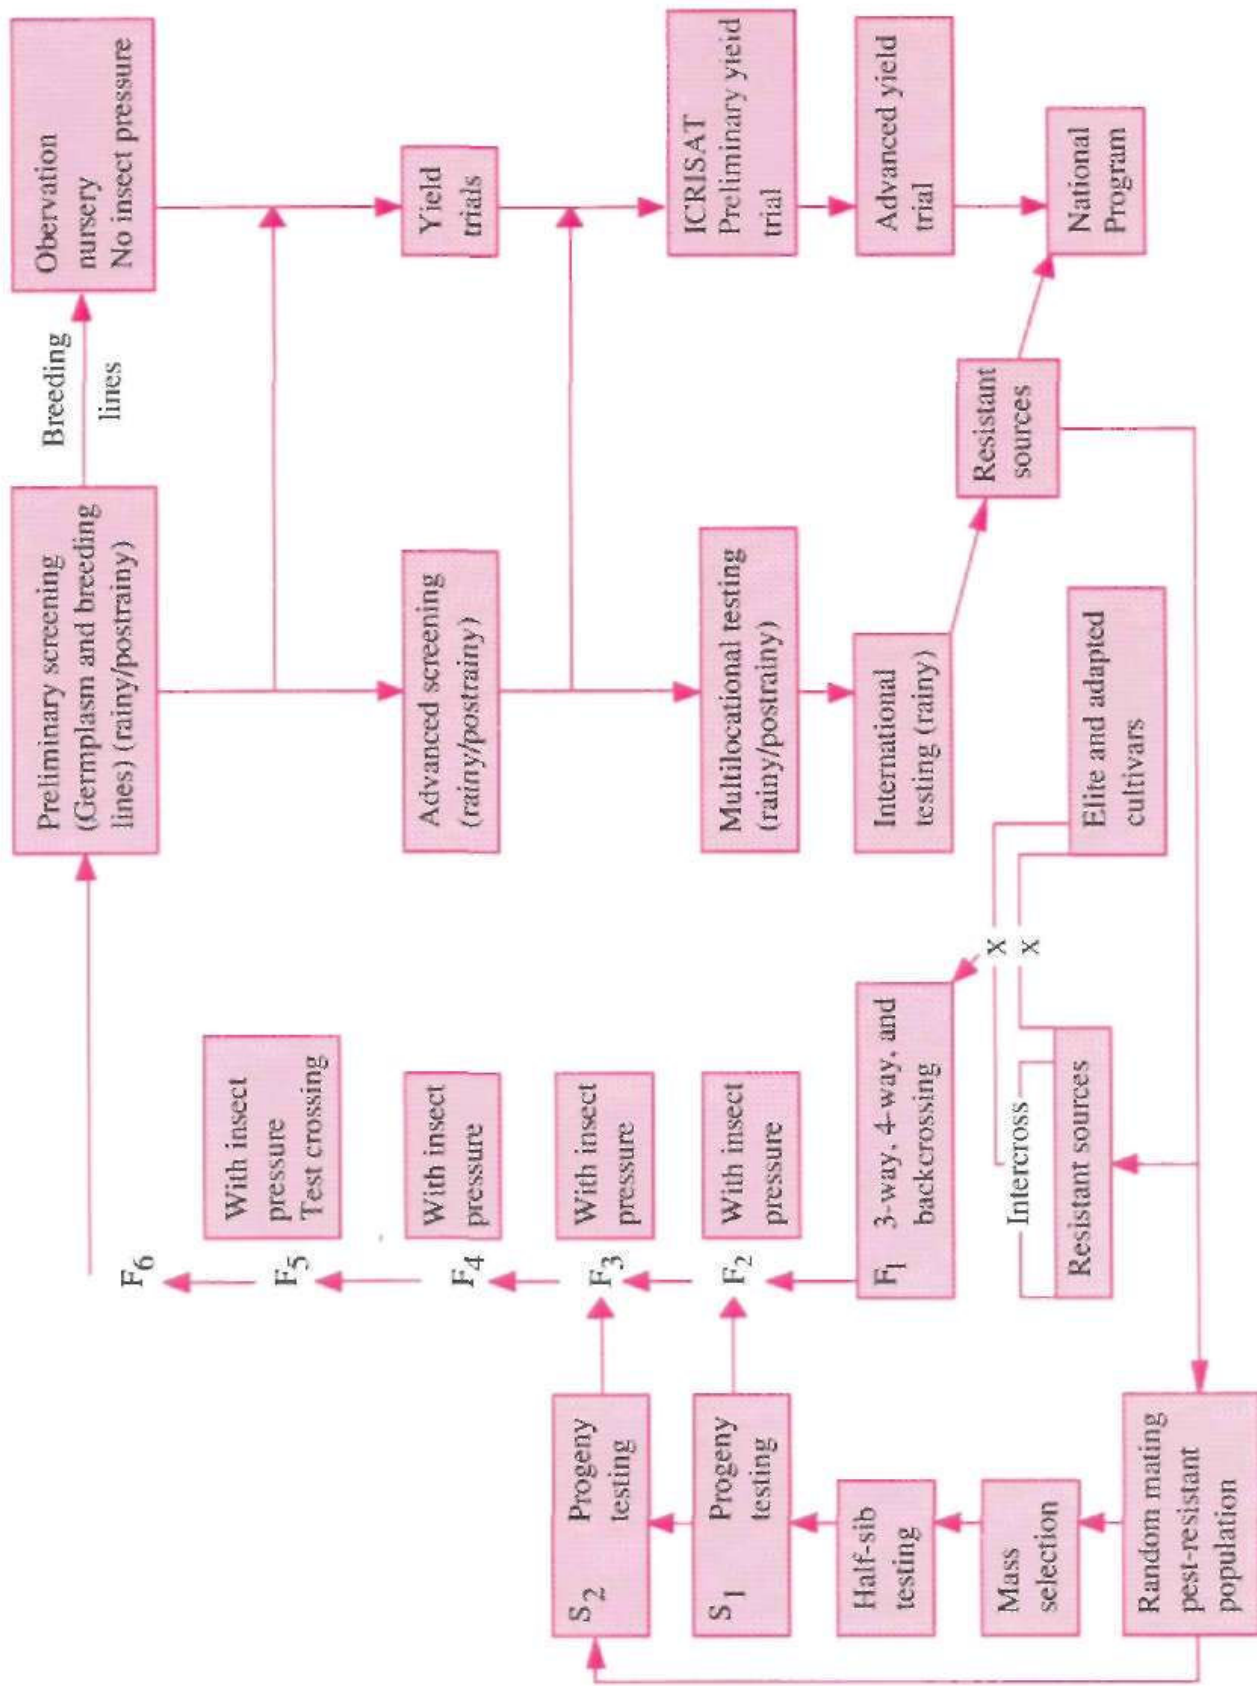 Preliminary screening
(Germplasm and breeding
lines) (rainy/postrainy)
Breeding
lines
Obervation
nursery
No insect pressure
F6
With insect
pressure
Test crossing
F5
With insect
pressure
F4
With insect
pressure
F3
With insect
pressure
F2
F1 3-way, 4-way, and
backcrossing
S2 Progeny
testing
S1 Progeny
testing
Half-sib
testing
Mass
selection
Random mating
pest-resistant
population
Advanced screening
(rainy/postrainy)
Yield
trials
Multilocational testing
(rainy/postrainy)
ICRISAT
Preliminary yield
trial
International
testing (rainy)
Advanced yield
trial
Resistant
sources
National
Program
X
X
Intercross
Resistant sources
Elite and adapted
cultivars